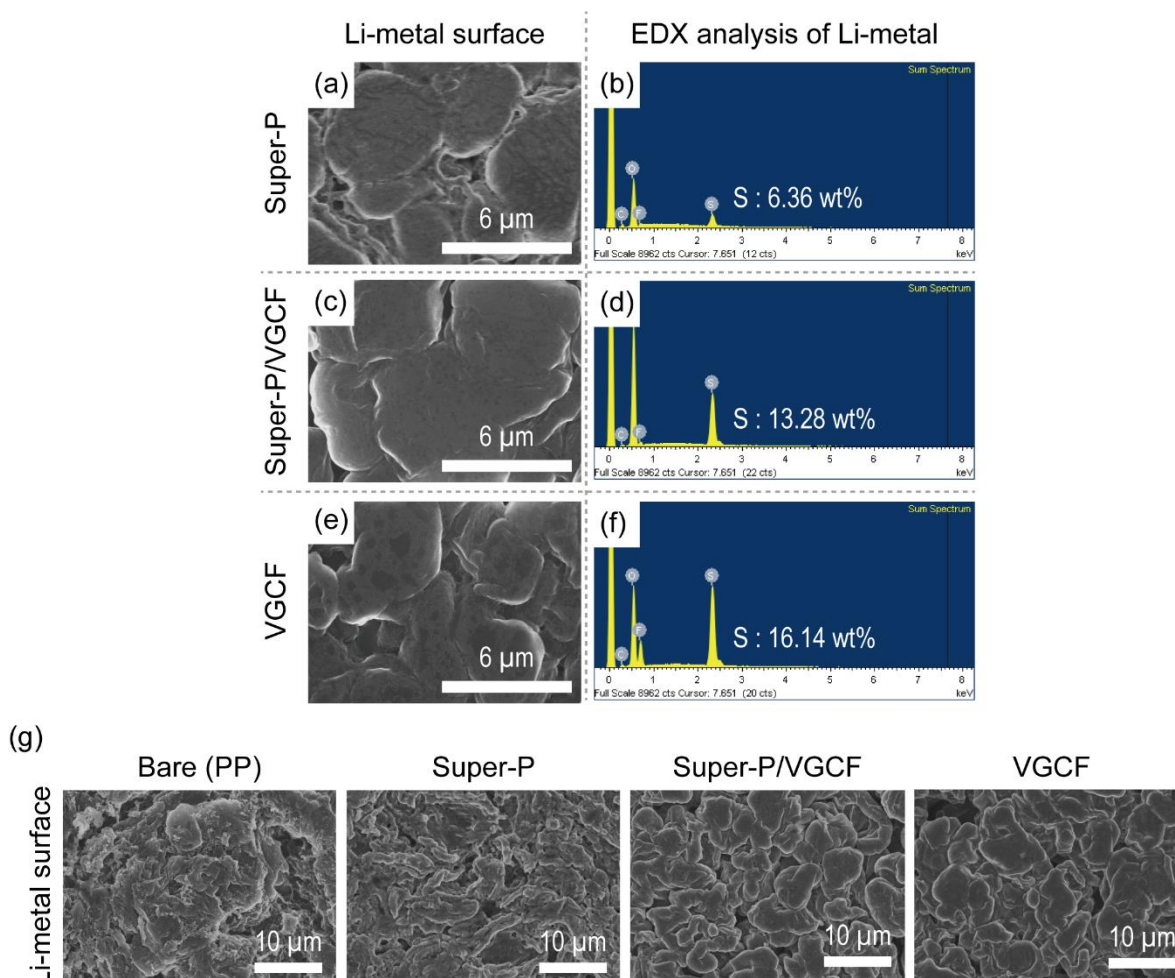 Li-metal surface
EDX analysis of Li-metal
Super-P
(a)
6 µm
(b)
Sum Spectrum
O
C
F
S
S : 6.36 wt%
0 1 2 3 4 5 6 7 8
Full Scale 8962 cts Cursor: 7.651 (12 cts)
keV
Super-P/VGCF
(c)
6 µm
(d)
Sum Spectrum
C
F
S
S : 13.28 wt%
0 1 2 3 4 5 6 7 8
Full Scale 8962 cts Cursor: 7.651 (22 cts)
keV
VGCF
(e)
6 µm
(f)
Sum Spectrum
O
C
F
S
S : 16.14 wt%
0 1 2 3 4 5 6 7 8
Full Scale 8962 cts Cursor: 7.651 (20 cts)
keV
(g)
Bare (PP)
Super-P
Super-P/VGCF
VGCF
Li-metal surface
10 µm
10 µm
10 µm
10 µm